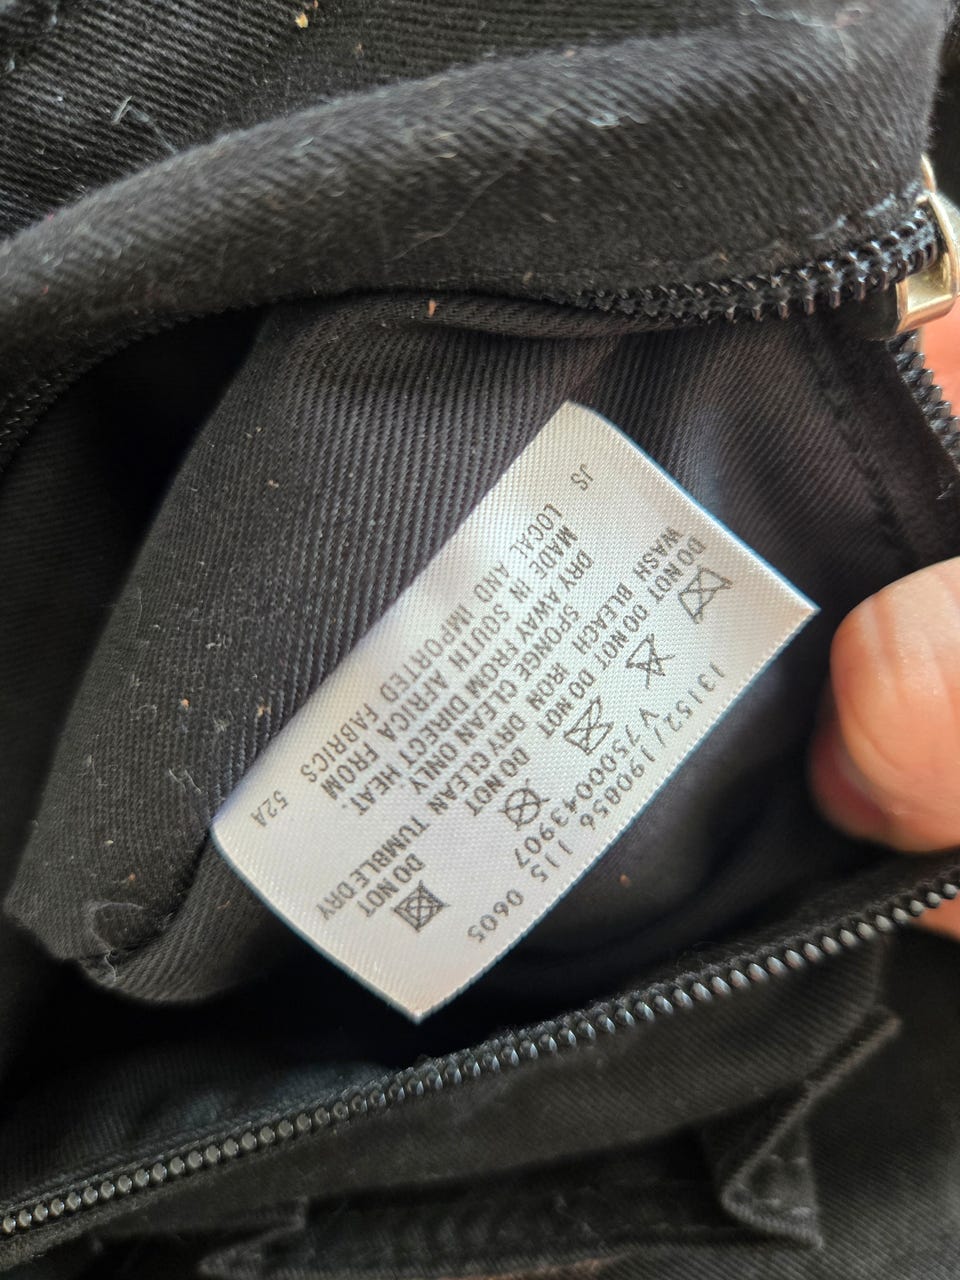 13152/190856 115 0605
V750043907
DO NOT
WASH
DO NOT
BLEACH
DO NOT
IRON
DO NOT
DRY CLEAN
DO NOT
TUMBLE DRY
SPONGE CLEAN ONLY
DRY AWAY FROM DIRECT HEAT.
MADE IN SOUTH AFRICA FROM
LOCAL AND IMPORTED FABRICS
JS 52A